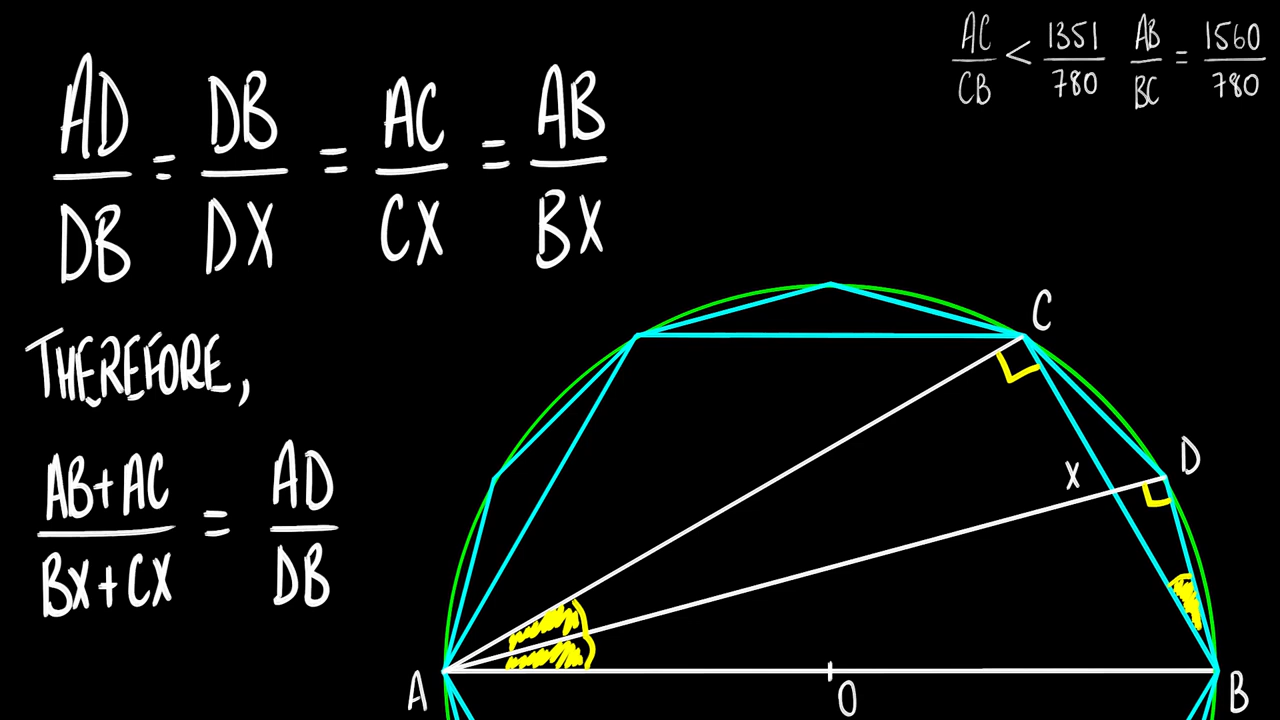 AC/CB < 1351/780 AB/BC = 1560/780
AD/DB = DB/DX = AC/CX = AB/BX
THEREFORE,
AB+AC/BX+CX = AD/DB
C
D
X
A
O
B